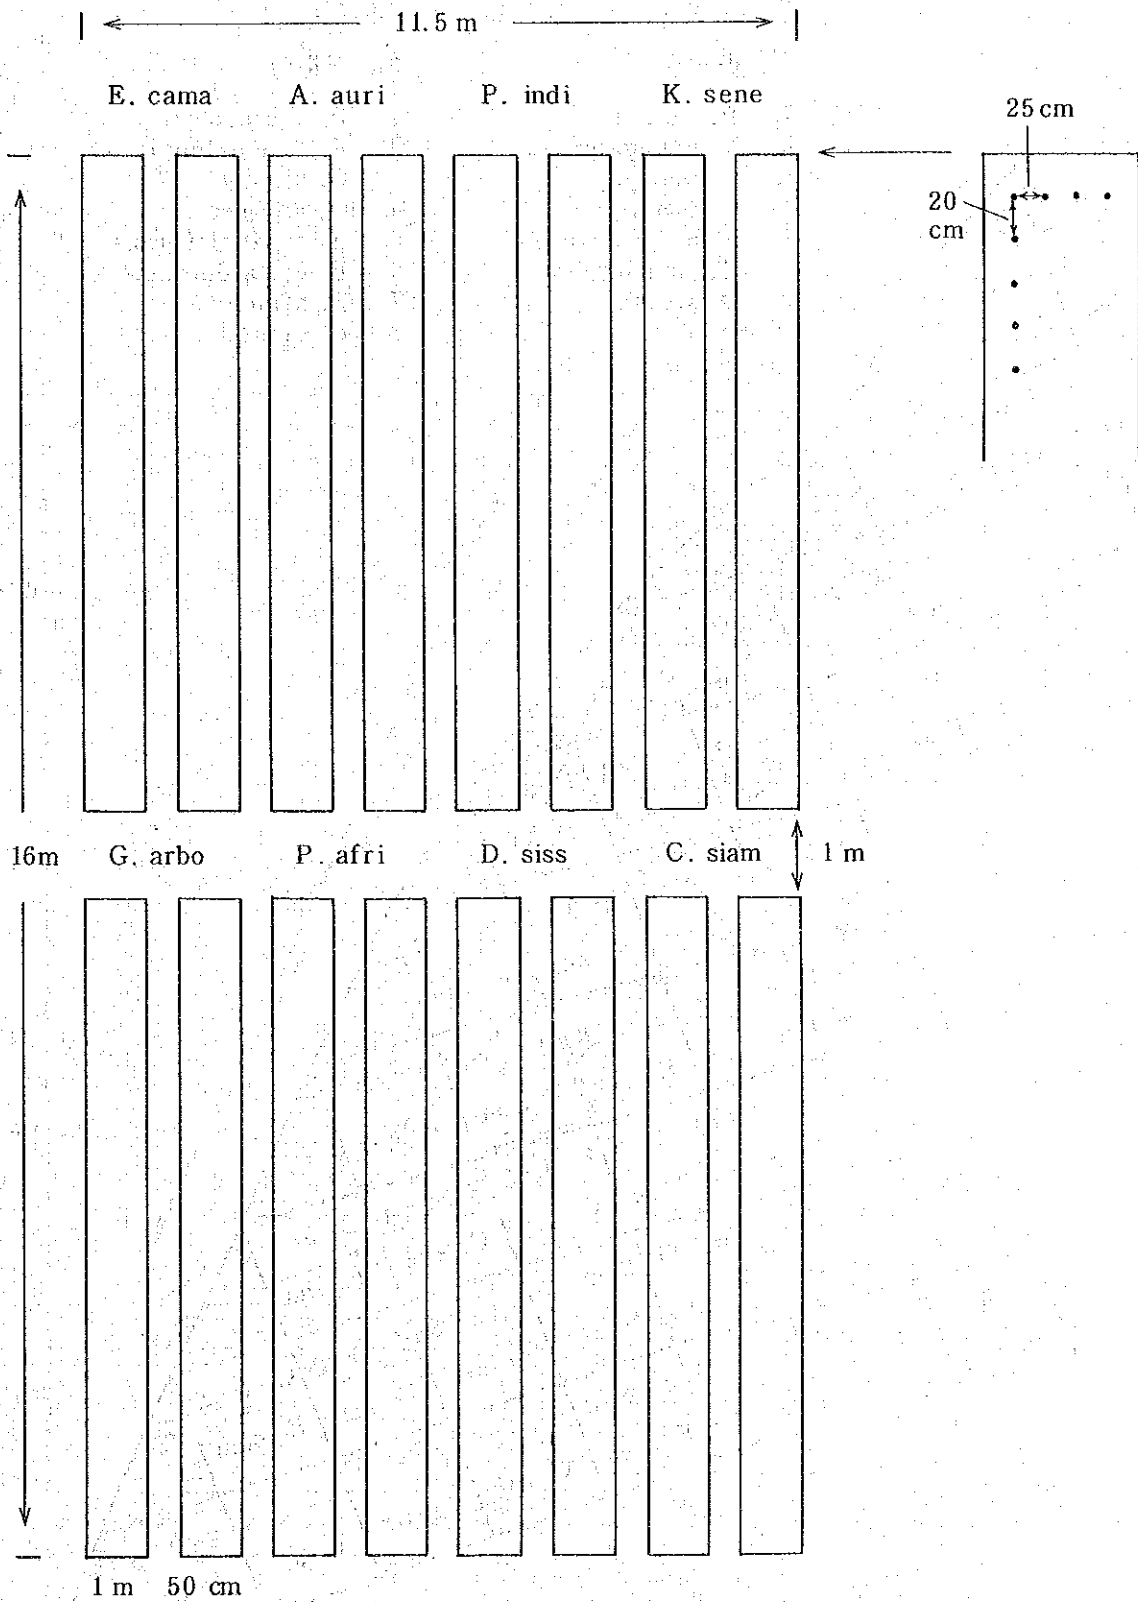 11.5 m
E. cama A. auri P. indi K. sene
25 cm
20
cm
16m G. arbo P. afri D. siss C. siam 1 m
1 m 50 cm